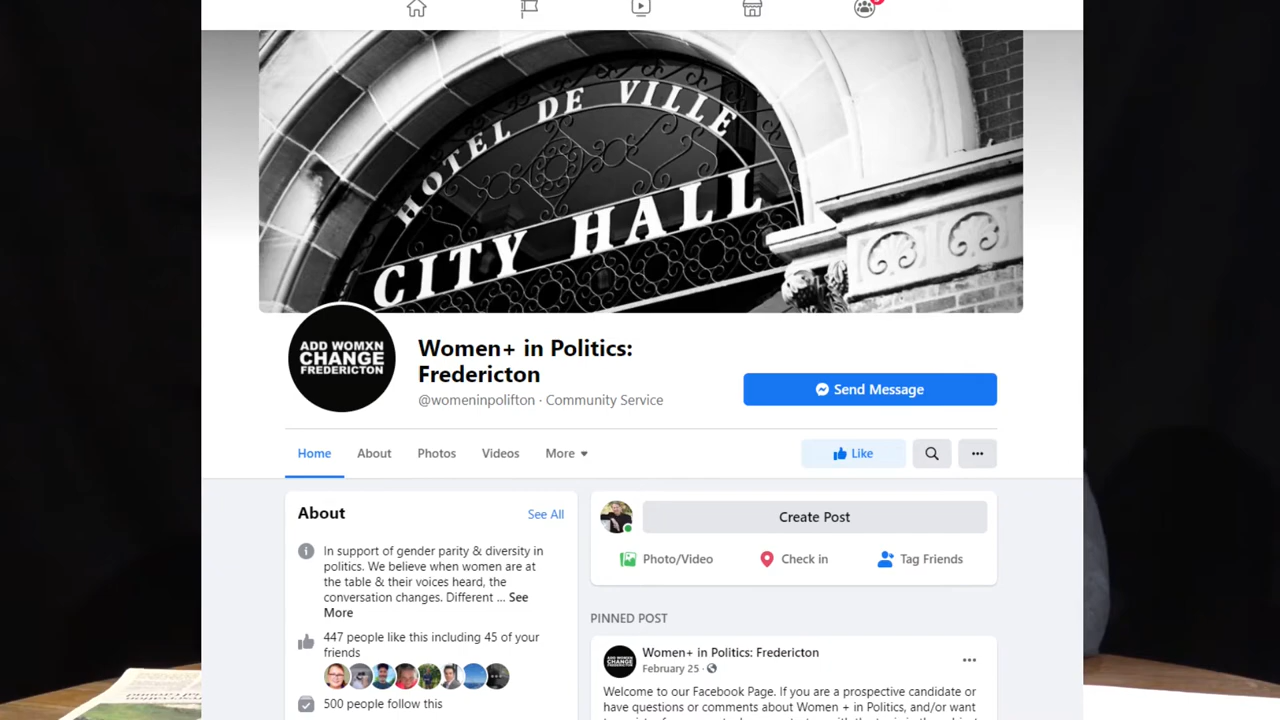 HOTEL DE VILLE
CITY HALL
ADD WOMXN
CHANGE
FREDERICTON
Women+ in Politics:
Fredericton
@womeninpolifton · Community Service
Send Message
Home
About
Photos
Videos
More
Like
About
See All
In support of gender parity & diversity in
politics. We believe when women are at
the table & their voices heard, the
conversation changes. Different ... See
More
447 people like this including 45 of your
friends
500 people follow this
Create Post
Photo/Video
Check in
Tag Friends
PINNED POST
ADD WOMXN
CHANGE
FREDERICTON
Women+ in Politics: Fredericton
February 25 ·
Welcome to our Facebook Page. If you are a prospective candidate or
have questions or comments about Women + in Politics, and/or want